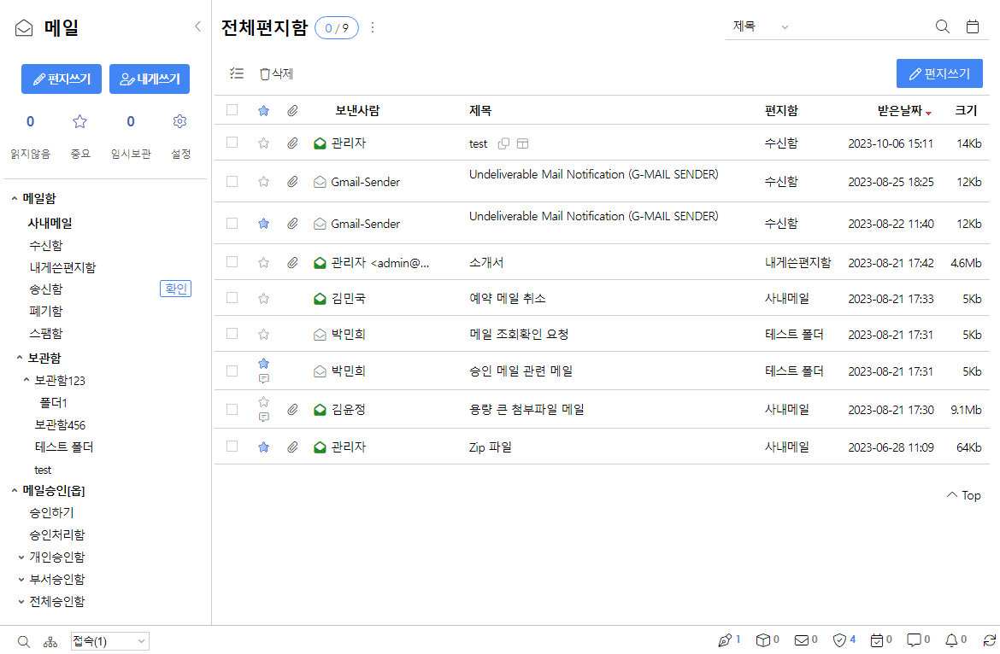 메일
편지쓰기 내게쓰기
0 0
읽지않음 중요 임시보관 설정
메일함
사내메일
수신함
내게쓴편지함
송신함 확인
폐기함
스팸함
보관함
보관함123
폴더1
보관함456
테스트 폴더
test
메일승인[옵]
승인하기
승인처리함
개인승인함
부서승인함
전체승인함
전체편지함 0 / 9 제목
삭제 편지쓰기
보낸사람 제목 편지함 받은날짜 크기
관리자 test 수신함 2023-10-06 15:11 14Kb
Gmail-Sender Undeliverable Mail Notification (G-MAIL SENDER) 수신함 2023-08-25 18:25 12Kb
Gmail-Sender Undeliverable Mail Notification (G-MAIL SENDER) 수신함 2023-08-22 11:40 12Kb
관리자 <admin@... 소개서 내게쓴편지함 2023-08-21 17:42 4.6Mb
김민국 예약 메일 취소 사내메일 2023-08-21 17:33 5Kb
박민희 메일 조회확인 요청 테스트 폴더 2023-08-21 17:31 5Kb
박민희 승인 메일 관련 메일 테스트 폴더 2023-08-21 17:31 5Kb
김윤정 용량 큰 첨부파일 메일 사내메일 2023-08-21 17:30 9.1Mb
관리자 Zip 파일 사내메일 2023-06-28 11:09 64Kb
Top
접속(1) 1 0 0 4 0 0 0